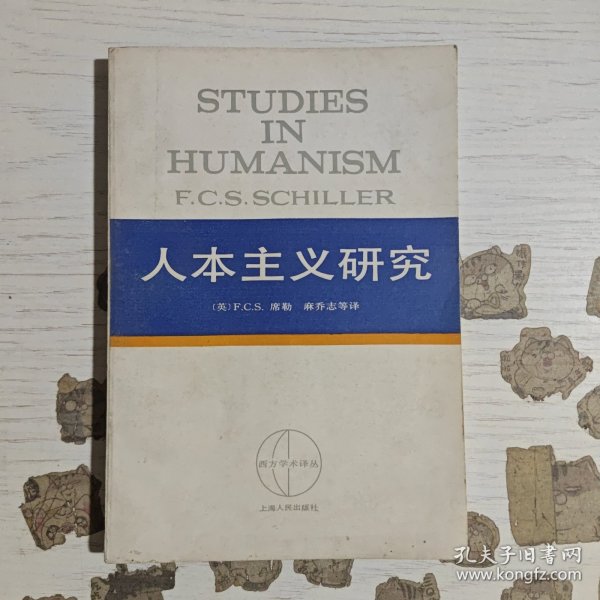 STUDIES
IN
HUMANISM
F.C.S. SCHILLER
人本主义研究
〔英〕F.C.S. 席勒 麻乔志等译
西方学术译丛
上海人民出版社
孔夫子旧书网
www.kongfz.com